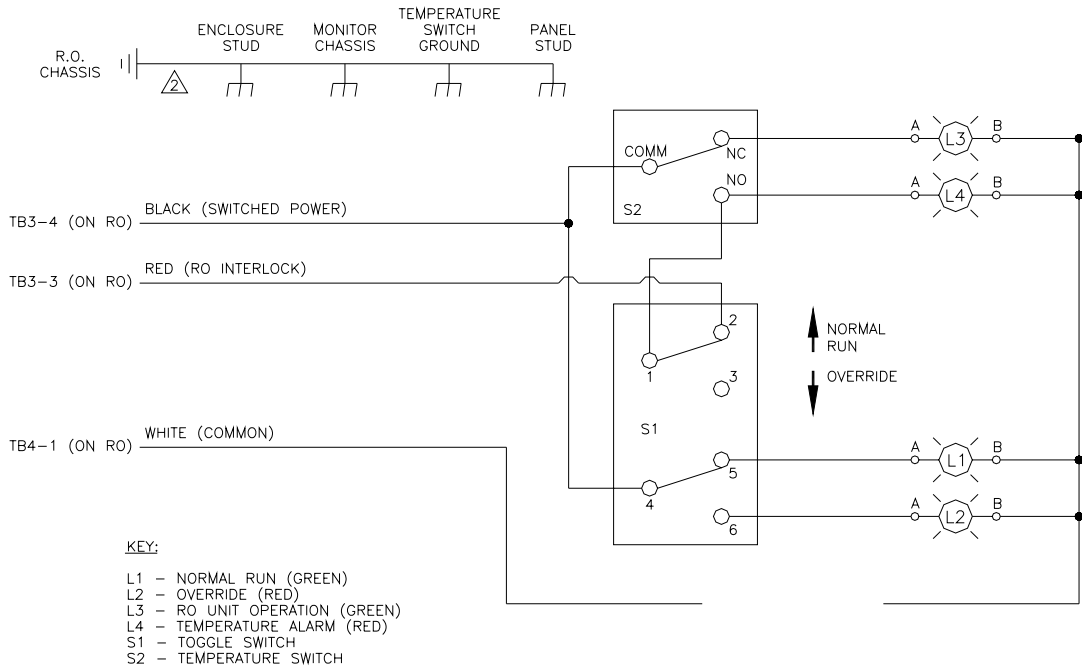 ENCLOSURE
STUD
MONITOR
CHASSIS
TEMPERATURE
SWITCH
GROUND
PANEL
STUD
R.O.
CHASSIS
2
COMM
NC
NO
S2
A
L3
B
A
L4
B
TB3-4 (ON RO)
BLACK (SWITCHED POWER)
TB3-3 (ON RO)
RED (RO INTERLOCK)
2
1
3
S1
NORMAL
RUN
OVERRIDE
TB4-1 (ON RO)
WHITE (COMMON)
5
4
6
A
L1
B
A
L2
B
KEY:
L1 - NORMAL RUN (GREEN)
L2 - OVERRIDE (RED)
L3 - RO UNIT OPERATION (GREEN)
L4 - TEMPERATURE ALARM (RED)
S1 - TOGGLE SWITCH
S2 - TEMPERATURE SWITCH